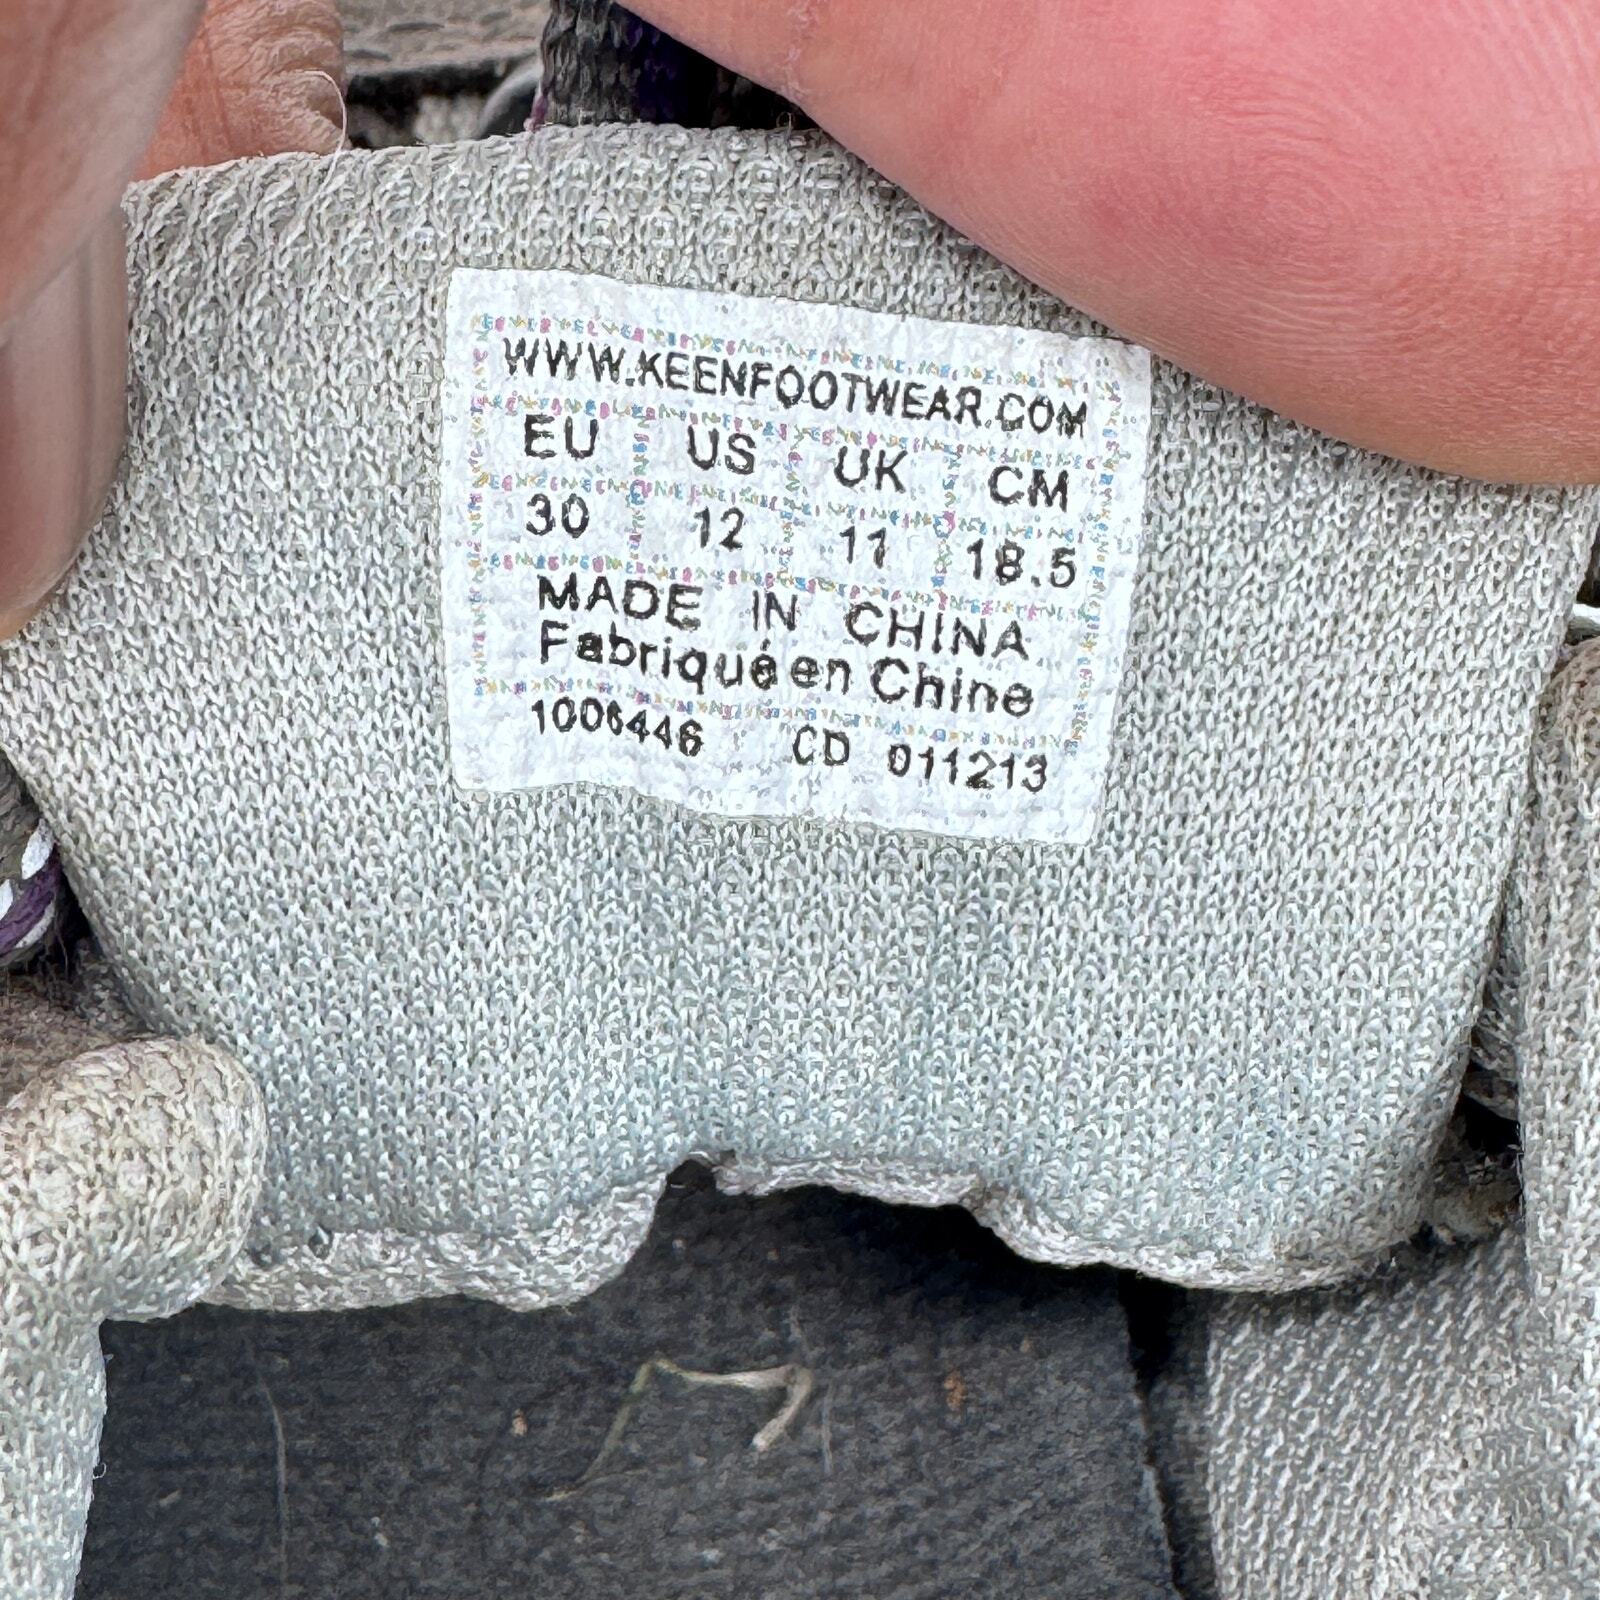 WWW.KEENFOOTWEAR.COM
EU US UK CM
30 12 11 18.5
MADE IN CHINA
Fabriqué en Chine
1006446 CD 011213